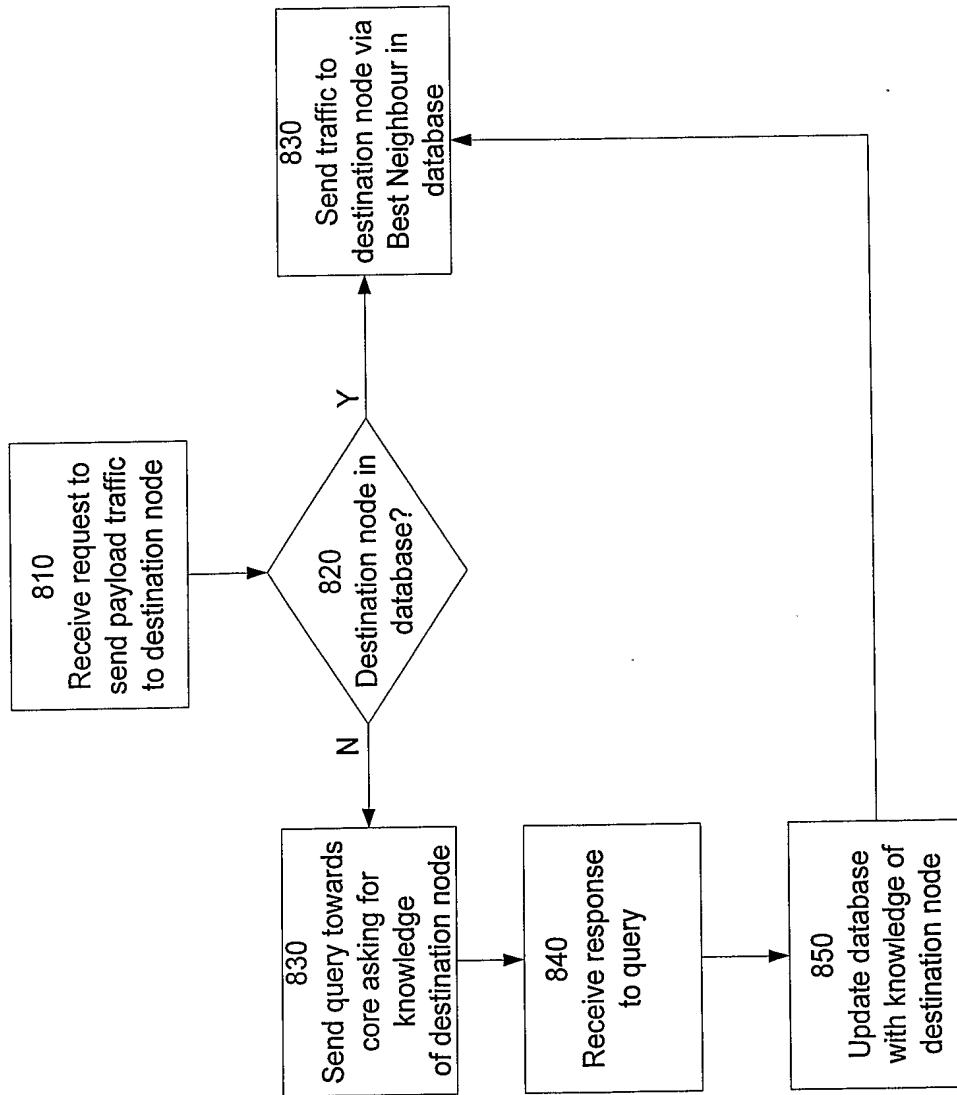 810
Receive request to
send payload traffic
to destination node
820
Destination node in
database?
Y
830
Send traffic to
destination node via
Best Neighbour in
database
N
830
Send query towards
core asking for
knowledge
of destination node
840
Receive response
to query
850
Update database
with knowledge of
destination node